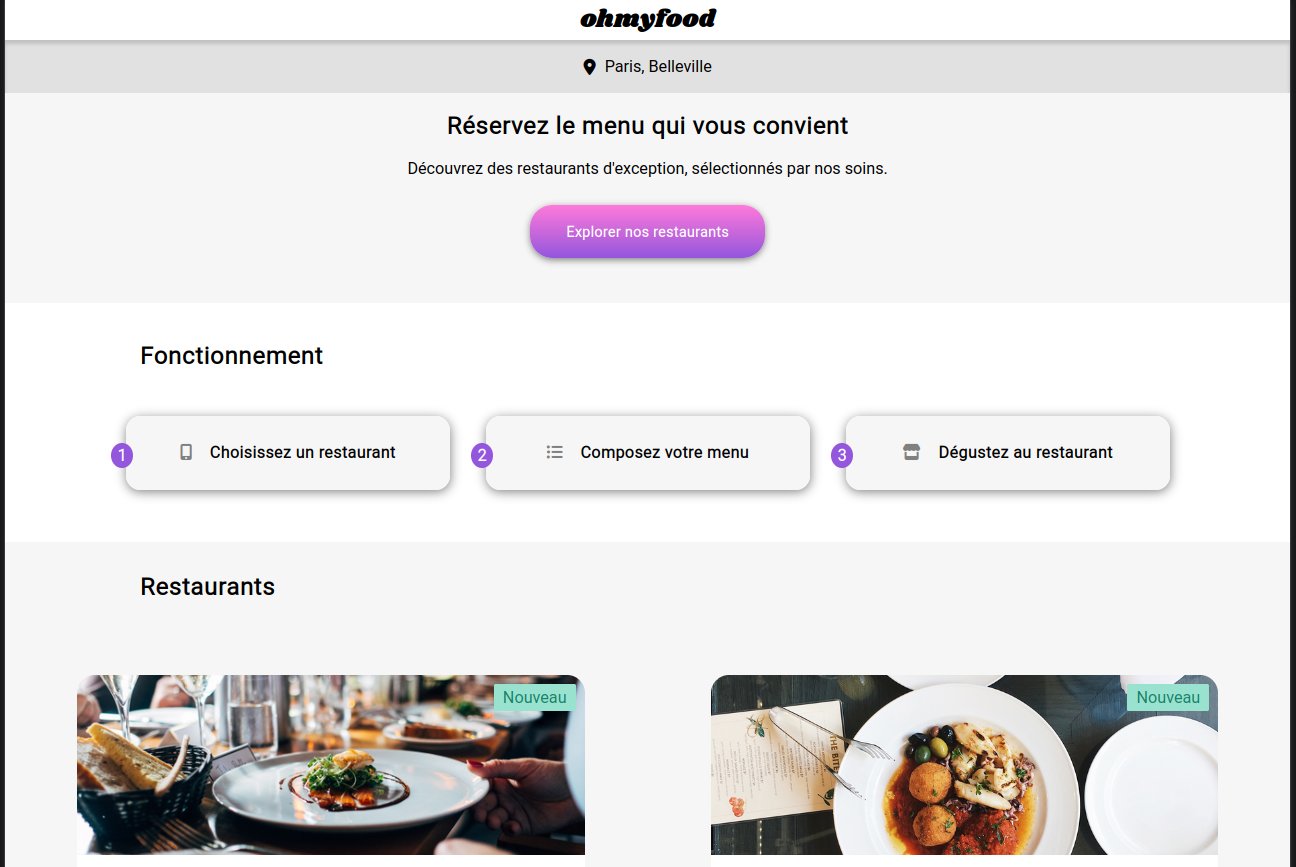 ohmyfood
Paris, Belleville
Réservez le menu qui vous convient
Découvrez des restaurants d'exception, sélectionnés par nos soins.
Explorer nos restaurants
Fonctionnement
1 Choisissez un restaurant
2 Composez votre menu
3 Dégustez au restaurant
Restaurants
Nouveau
Nouveau